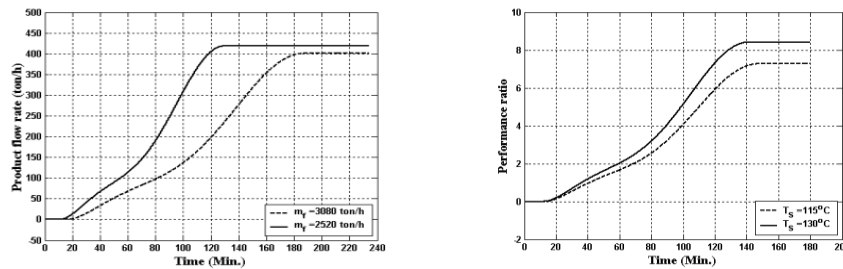 500
450
400
350
300
250
200
150
100
50
0
-50
Product flow rate (ton/h)
m_f =3080 ton/h
m_f =2520 ton/h
0 20 40 60 80 100 120 140 160 180 200 220 240
Time (Min.)
10
8
6
4
2
0
-2
Performance ratio
T_S =115°C
T_S =130°C
0 20 40 60 80 100 120 140 160 180 200
Time (Min.)